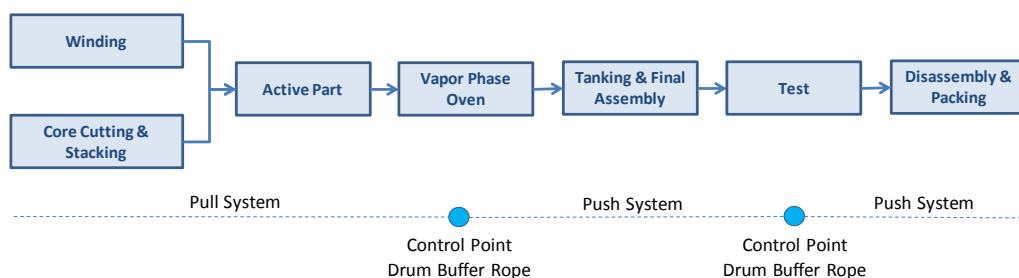 Winding
Core Cutting &
Stacking
Active Part
Vapor Phase
Oven
Tanking & Final
Assembly
Test
Disassembly &
Packing
Pull System
Push System
Push System
Control Point
Drum Buffer Rope
Control Point
Drum Buffer Rope